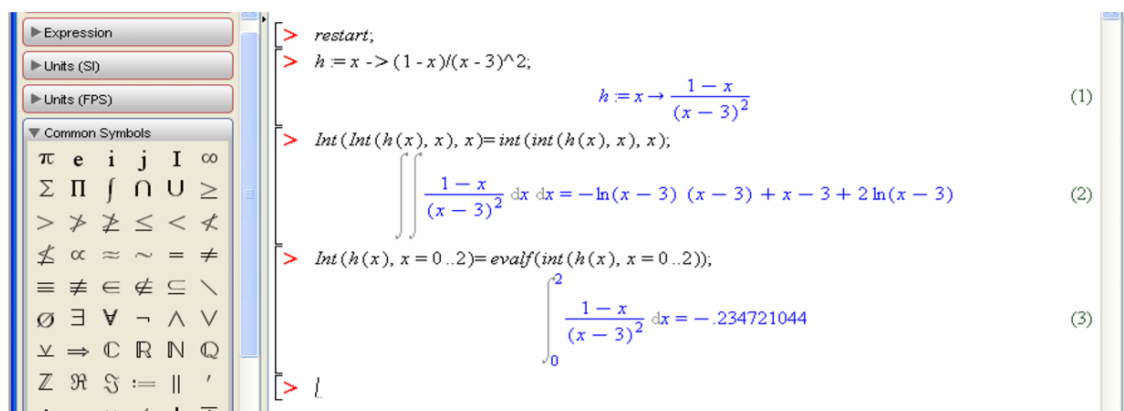 Expression
Units (SI)
Units (FPS)
Common Symbols
π e i j I ∞
Σ Π ∫ ∩ ∪ ≥
> ≯ ≱ ≤ < ≮
≰ ∝ ≈ ∼ = ≠
≡ ≢ ∈ ∉ ⊆ \
∅ ∃ ∀ ¬ ∧ ∨
⊻ ⇒ ℂ ℝ ℕ ℚ
ℤ ℜ ℑ := ∥ ′
> restart;
> h := x -> (1 - x)/(x - 3)^2;
h := x → (1 − x)/(x − 3)² (1)
> Int(Int(h(x), x), x)= int(int(h(x), x), x);
∫∫ (1 − x)/(x − 3)² dx dx = −ln(x − 3) (x − 3) + x − 3 + 2 ln(x − 3) (2)
> Int(h(x), x = 0..2)= evalf(int(h(x), x = 0..2));
∫₀² (1 − x)/(x − 3)² dx = −.234721044 (3)
>